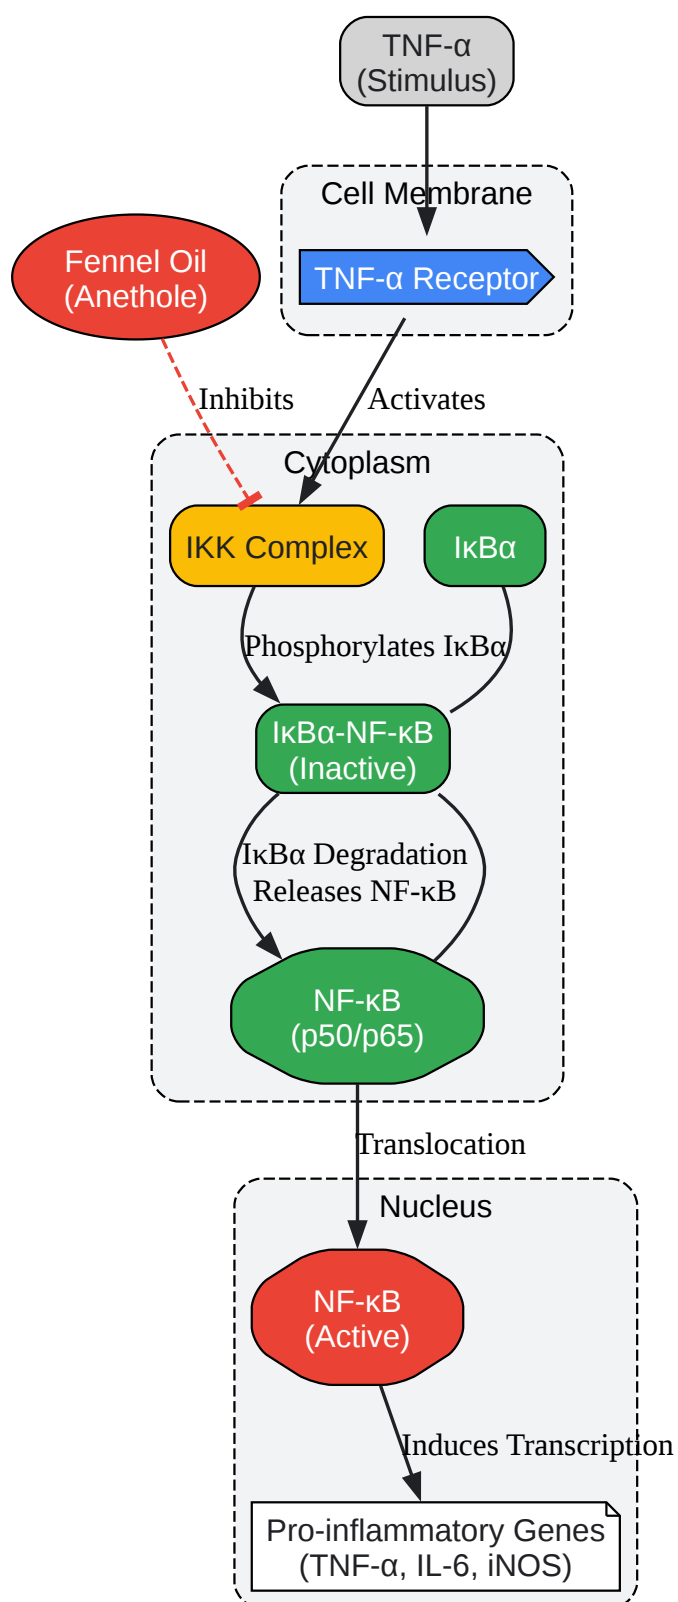 TNF-α
(Stimulus)
Cell Membrane
Fennel Oil
(Anethole)
TNF-α Receptor
Inhibits
Activates
Cytoplasm
IKK Complex
IκBα
Phosphorylates IκBα
IκBα-NF-κB
(Inactive)
IκBα Degradation
Releases NF-κB
NF-κB
(p50/p65)
Translocation
Nucleus
NF-κB
(Active)
Induces Transcription
Pro-inflammatory Genes
(TNF-α, IL-6, iNOS)